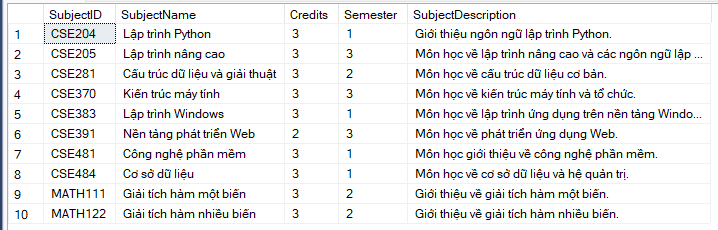 SubjectID SubjectName Credits Semester SubjectDescription
1 CSE204 Lập trình Python 3 1 Giới thiệu ngôn ngữ lập trình Python.
2 CSE205 Lập trình nâng cao 3 3 Môn học về lập trình nâng cao và các ngôn ngữ lập ...
3 CSE281 Cấu trúc dữ liệu và giải thuật 3 2 Môn học về cấu trúc dữ liệu cơ bản.
4 CSE370 Kiến trúc máy tính 3 3 Môn học về kiến trúc máy tính và tổ chức.
5 CSE383 Lập trình Windows 3 1 Môn học về lập trình ứng dụng trên nền tảng Windo...
6 CSE391 Nền tảng phát triển Web 2 3 Môn học về phát triển ứng dụng Web.
7 CSE481 Công nghệ phần mềm 3 1 Môn học giới thiệu về công nghệ phần mềm.
8 CSE484 Cơ sở dữ liệu 3 1 Môn học về cơ sở dữ liệu và hệ quản trị.
9 MATH111 Giải tích hàm một biến 3 2 Giới thiệu về giải tích hàm một biến.
10 MATH122 Giải tích hàm nhiều biến 3 2 Giới thiệu về giải tích hàm nhiều biến.